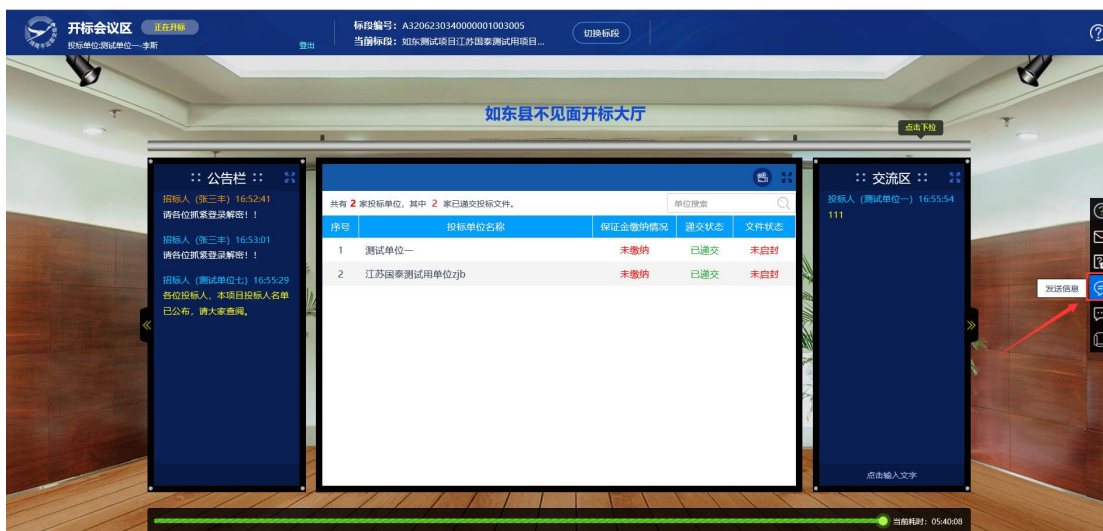 开标会议区 正在开标
投标单位:测试单位一-李斯 登出
标段编号：A3206230340000001003005
当前标段：如东测试项目江苏国泰测试用项目...
切换标段
如东县不见面开标大厅
点击下拉
:: 公告栏 ::
招标人（张三丰）16:52:41
请各位抓紧登录解密！！
招标人（张三丰）16:53:01
请各位抓紧登录解密！！
招标人（测试单位七）16:55:29
各位投标人，本项目投标人名单
已公布，请大家查阅。
共有 2 家投标单位，其中 2 家已递交投标文件。 单位搜索
序号 投标单位名称 保证金缴纳情况 递交状态 文件状态
1 测试单位一 未缴纳 已递交 未启封
2 江苏国泰测试用单位zjb 未缴纳 已递交 未启封
:: 交流区 ::
投标人（测试单位一）16:55:54
111
发送信息
点击输入文字
当前耗时：05:40:08